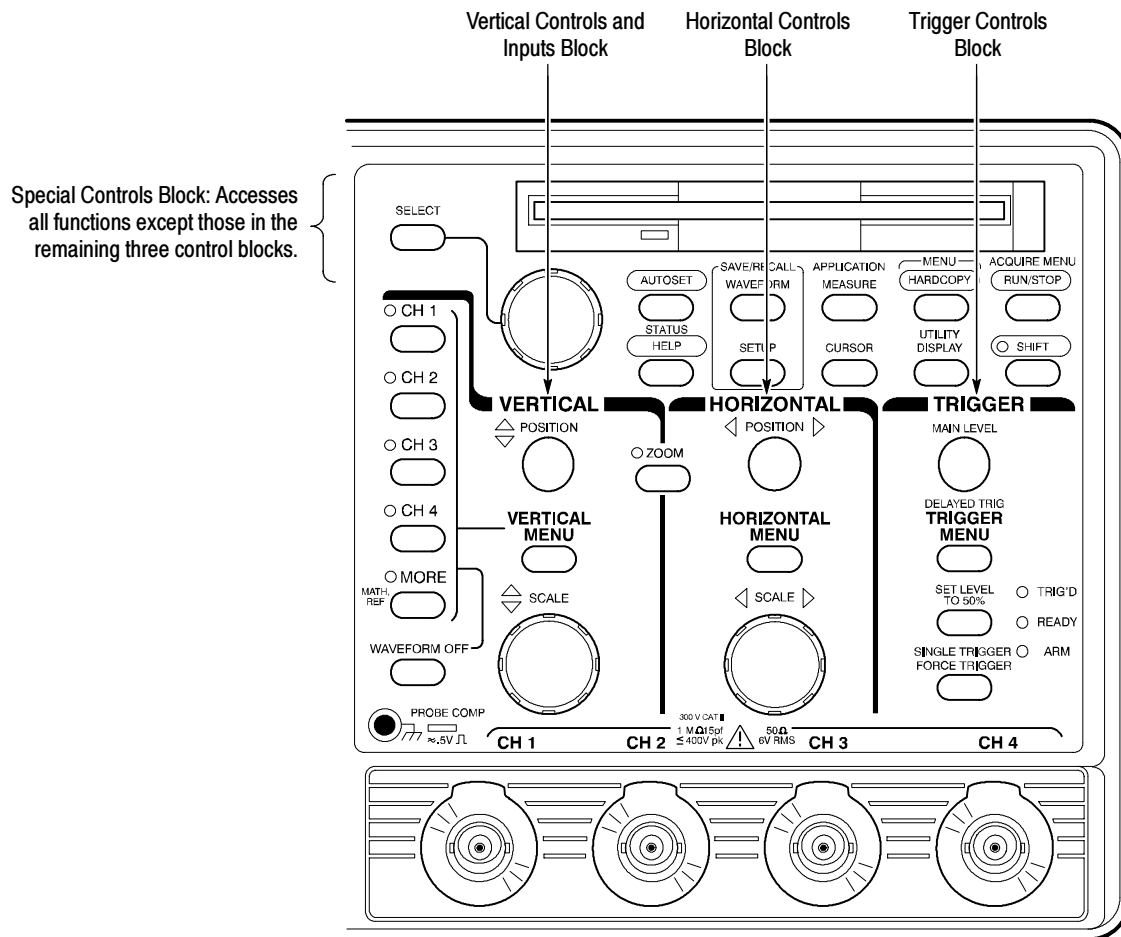 Vertical Controls and
Inputs Block
Horizontal Controls
Block
Trigger Controls
Block
Special Controls Block: Accesses
all functions except those in the
remaining three control blocks.
SELECT
AUTOSET
SAVE/RECALL
WAVEFORM
APPLICATION
MEASURE
MENU
HARDCOPY
ACQUIRE MENU
RUN/STOP
STATUS
HELP
SETUP
CURSOR
UTILITY
DISPLAY
SHIFT
CH 1
CH 2
CH 3
CH 4
MORE
MATH,
REF
WAVEFORM OFF
VERTICAL
POSITION
ZOOM
VERTICAL
MENU
SCALE
HORIZONTAL
POSITION
HORIZONTAL
MENU
SCALE
TRIGGER
MAIN LEVEL
DELAYED TRIG
TRIGGER
MENU
SET LEVEL
TO 50%
TRIG'D
READY
SINGLE TRIGGER
FORCE TRIGGER
ARM
PROBE COMP
≈.5V
CH 1
CH 2
300 V CAT II
1 MΩ15pf
≤400V pk
50Ω
6V RMS
CH 3
CH 4